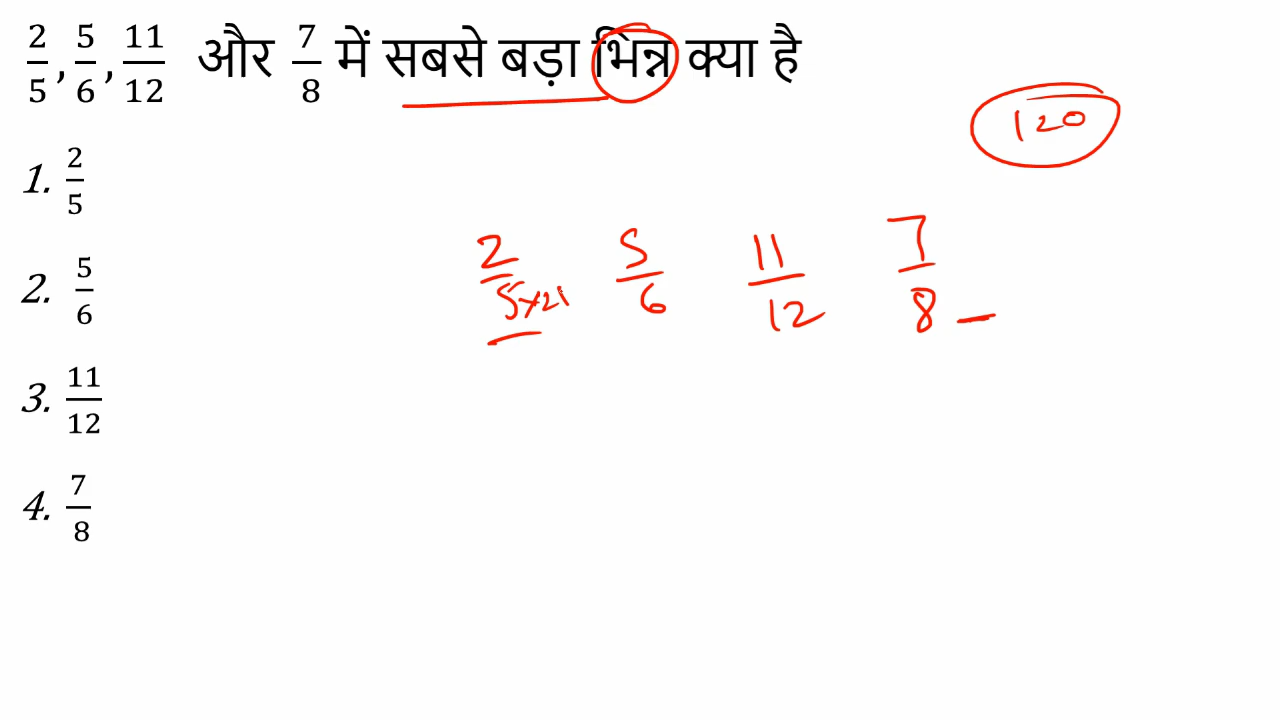 2/5, 5/6, 11/12 और 7/8 में सबसे बड़ा भिन्न क्या है
120
1. 2/5
2/5×21 5/6 11/12 7/8
2. 5/6
3. 11/12
4. 7/8